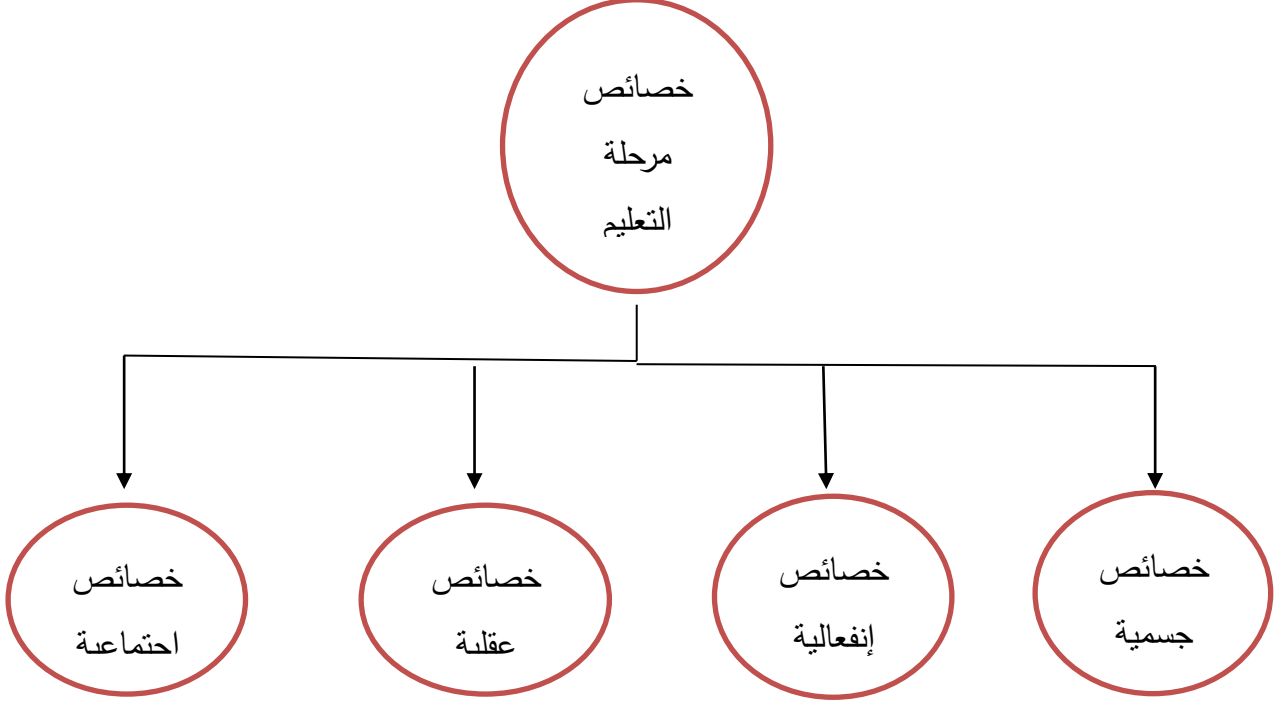 خصائص
مرحلة
التعليم
خصائص
جسمية
خصائص
إنفعالية
خصائص
عقلية
خصائص
اجتماعية